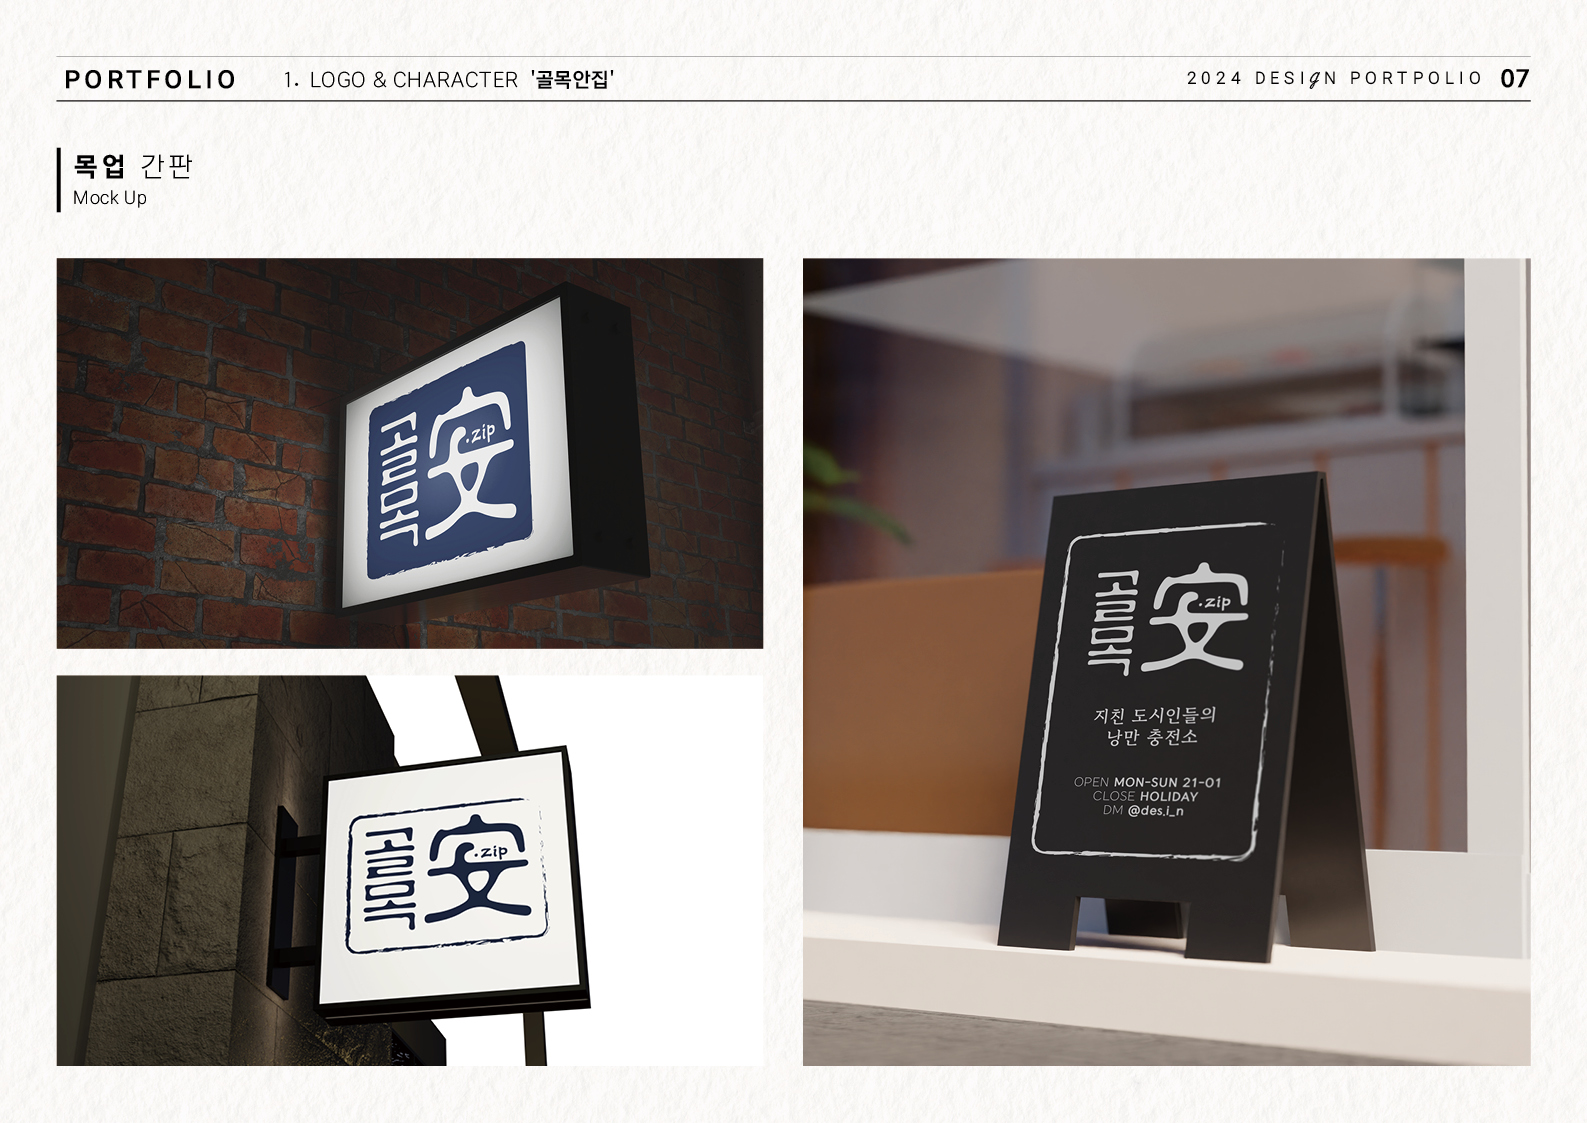 PORTFOLIO 1. LOGO & CHARACTER '골목안집' 2024 DESIGN PORTPOLIO 07
목업 간판
Mock Up
골목 安 .zip
골목 安 .zip
골목 安 .zip
지친 도시인들의
낭만 충전소
OPEN MON-SUN 21-01
CLOSE HOLIDAY
DM @des.i_n